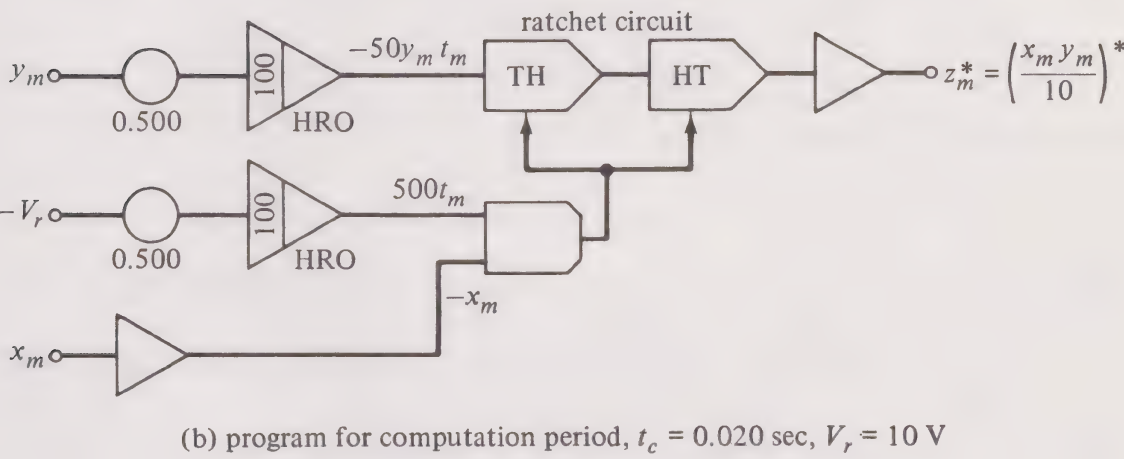 ratchet circuit
y_m
0.500
100
HRO
−50y_m t_m
TH
HT
z*_m = (x_m y_m / 10)*
−V_r
0.500
100
HRO
500t_m
−x_m
x_m
(b) program for computation period, t_c = 0.020 sec, V_r = 10 V